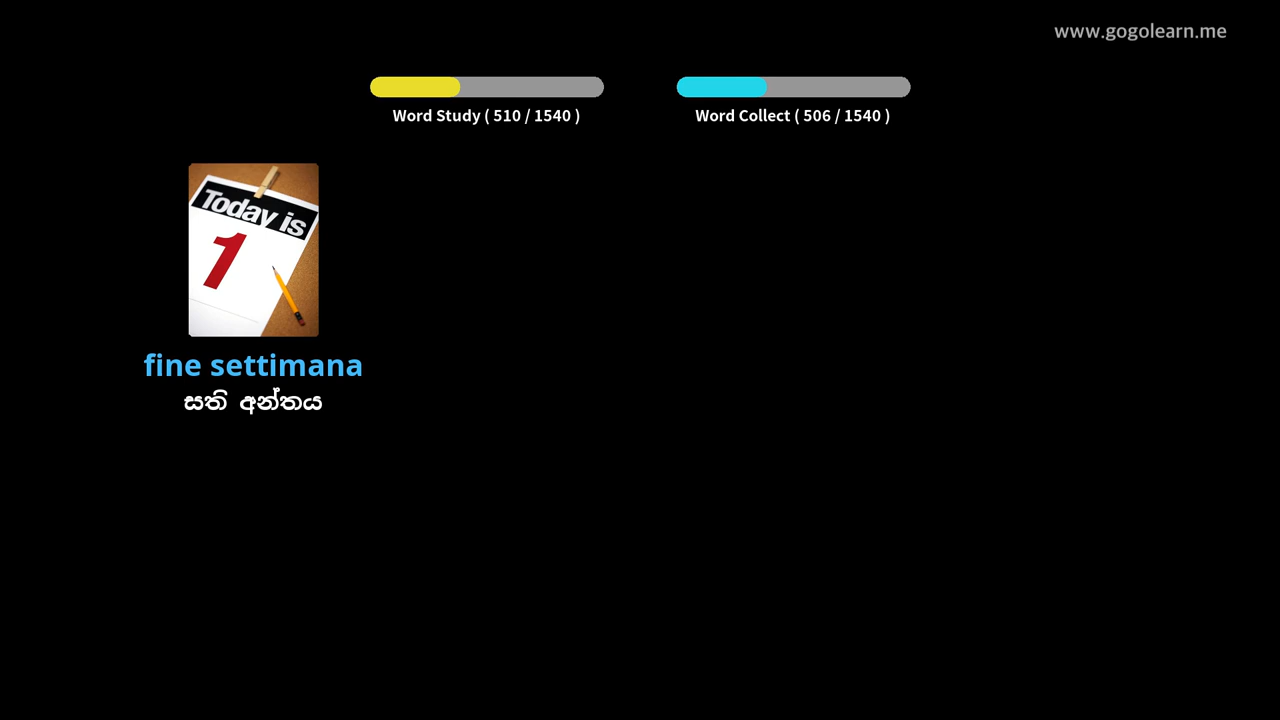 www.gogolearn.me
Word Study ( 510 / 1540 )
Word Collect ( 506 / 1540 )
Today is
1
fine settimana
සති අන්තය